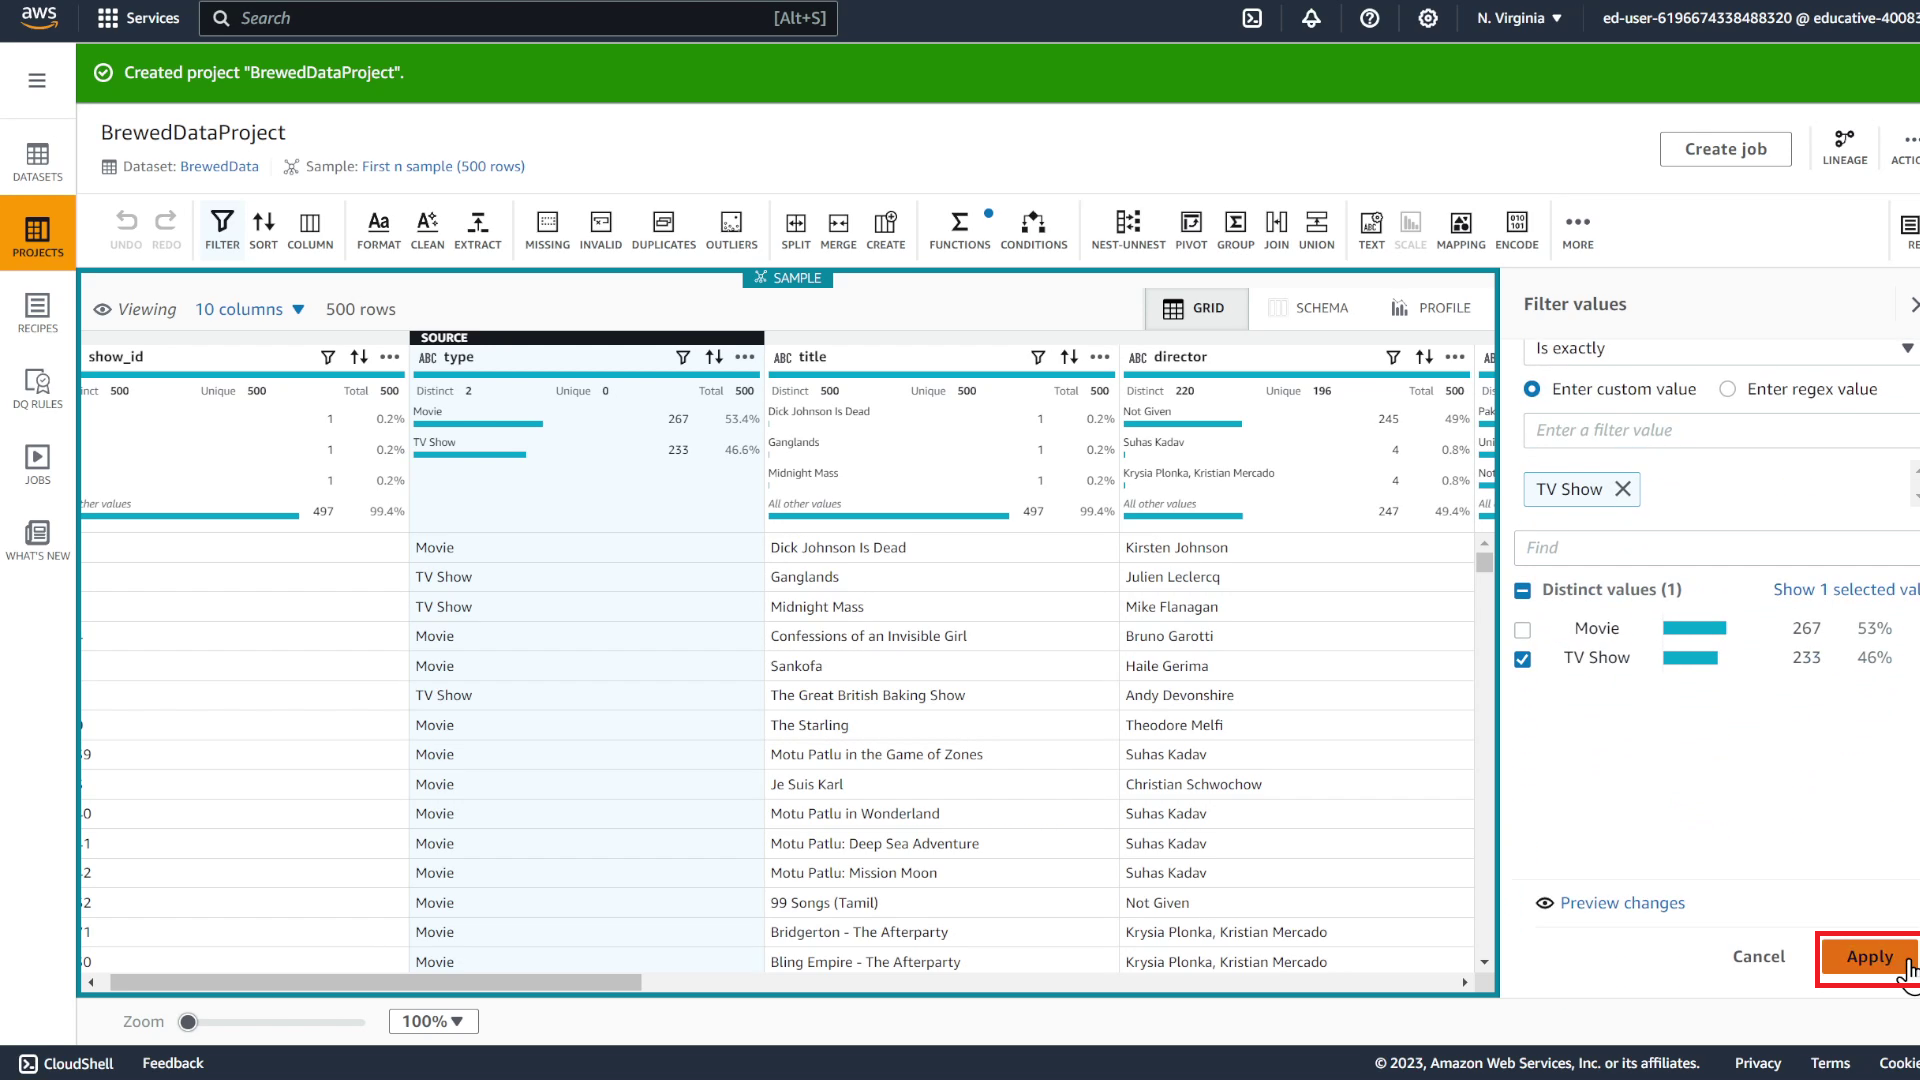 aws Services Search [Alt+S] N. Virginia ▼ ed-user-6196674338488320 @ educative-40083
Created project "BrewedDataProject".
BrewedDataProject
Dataset: BrewedData Sample: First n sample (500 rows)
Create job
LINEAGE
ACTIO
DATASETS
PROJECTS
RECIPES
DQ RULES
JOBS
WHAT'S NEW
UNDO REDO FILTER SORT COLUMN FORMAT CLEAN EXTRACT MISSING INVALID DUPLICATES OUTLIERS SPLIT MERGE CREATE FUNCTIONS CONDITIONS NEST-UNNEST PIVOT GROUP JOIN UNION TEXT SCALE MAPPING ENCODE MORE RE
SAMPLE
Viewing 10 columns ▼ 500 rows GRID SCHEMA PROFILE
SOURCE
show_id ABC type ABC title ABC director AB
inct 500 Unique 500 Total 500 Distinct 2 Unique 0 Total 500 Distinct 500 Unique 500 Total 500 Distinct 220 Unique 196 Total 500 Dis
1 0.2% Movie 267 53.4% Dick Johnson Is Dead 1 0.2% Not Given 245 49% Pak
1 0.2% TV Show 233 46.6% Ganglands 1 0.2% Suhas Kadav 4 0.8% Uni
1 0.2% Midnight Mass 1 0.2% Krysia Plonka, Kristian Mercado 4 0.8% Not
ther values 497 99.4% All other values 497 99.4% All other values 247 49.4% All
Movie Dick Johnson Is Dead Kirsten Johnson
TV Show Ganglands Julien Leclercq
TV Show Midnight Mass Mike Flanagan
Movie Confessions of an Invisible Girl Bruno Garotti
Movie Sankofa Haile Gerima
TV Show The Great British Baking Show Andy Devonshire
Movie The Starling Theodore Melfi
39 Movie Motu Patlu in the Game of Zones Suhas Kadav
Movie Je Suis Karl Christian Schwochow
40 Movie Motu Patlu in Wonderland Suhas Kadav
41 Movie Motu Patlu: Deep Sea Adventure Suhas Kadav
42 Movie Motu Patlu: Mission Moon Suhas Kadav
52 Movie 99 Songs (Tamil) Not Given
71 Movie Bridgerton - The Afterparty Krysia Plonka, Kristian Mercado
Movie Bling Empire - The Afterparty Krysia Plonka, Kristian Mercado
Filter values
Is exactly
Enter custom value Enter regex value
Enter a filter value
TV Show
Find
Distinct values (1) Show 1 selected val
Movie 267 53%
TV Show 233 46%
Preview changes
Cancel Apply
Zoom 100% ▼
CloudShell Feedback © 2023, Amazon Web Services, Inc. or its affiliates. Privacy Terms Cookie